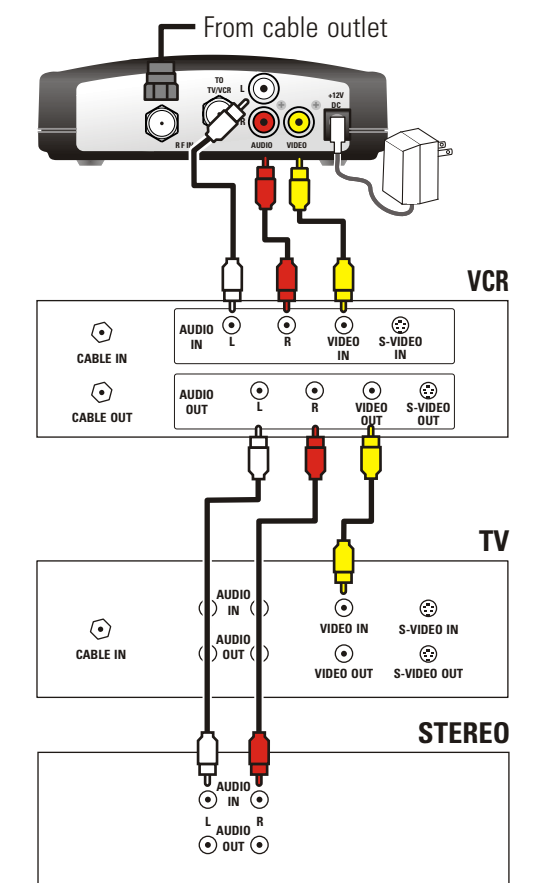 From cable outlet
TO
TV/VCR
L
R
+12V
DC
RF IN
AUDIO
VIDEO
VCR
CABLE IN
AUDIO
IN
L
R
VIDEO
IN
S-VIDEO
IN
CABLE OUT
AUDIO
OUT
L
R
VIDEO
OUT
S-VIDEO
OUT
TV
CABLE IN
AUDIO
IN
VIDEO IN
S-VIDEO IN
AUDIO
OUT
VIDEO OUT
S-VIDEO OUT
STEREO
AUDIO
IN
L
R
AUDIO
OUT